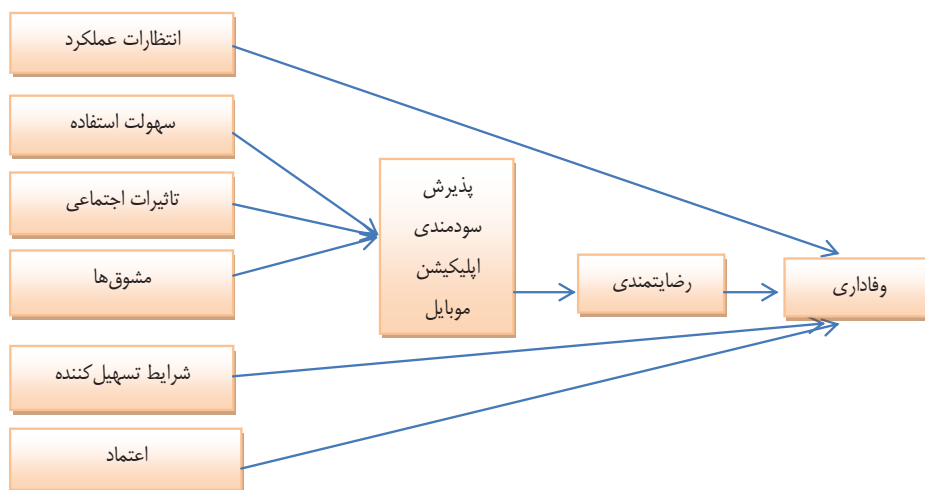 انتظارات عملکرد
سهولت استفاده
تاثیرات اجتماعی
مشوق‌ها
شرایط تسهیل‌کننده
اعتماد
پذیرش
سودمندی
اپلیکیشن
موبایل
رضایتمندی
وفاداری